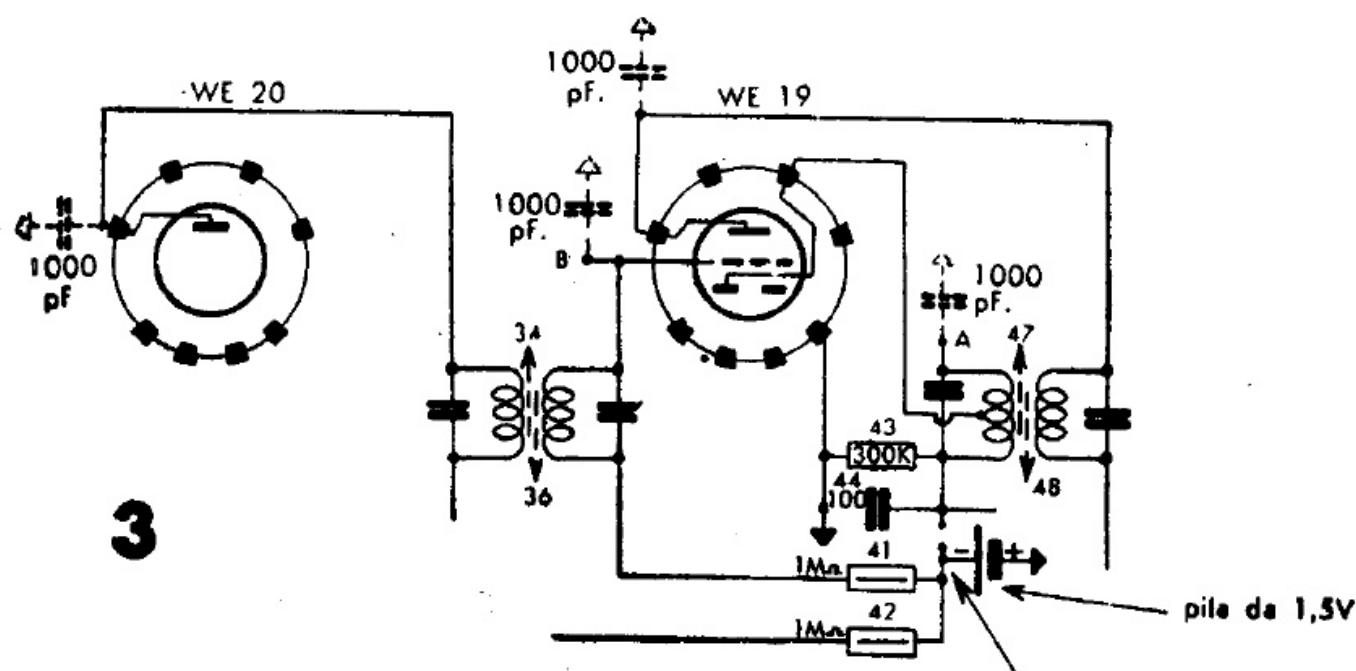 WE 20
1000
pF
1000
pF.
WE 19
1000
pF.
B
1000
pF.
A
34
36
47
48
43
300K
44
100
41
1MΩ
42
1MΩ
- +
pila da 1,5V
3